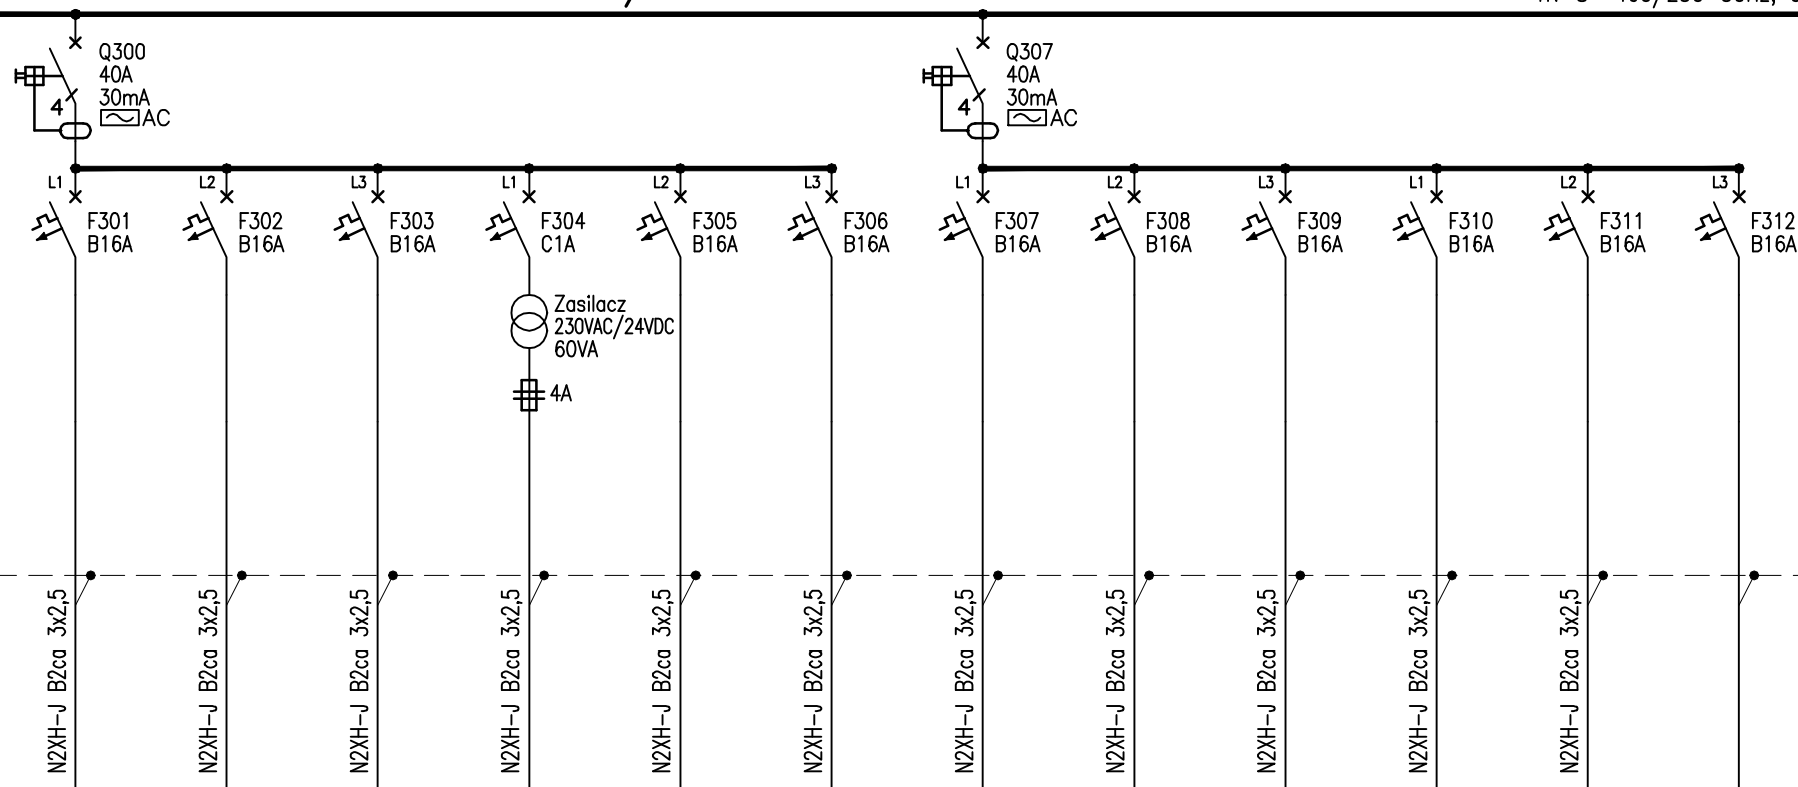 Q300
40A
30mA
AC
4
Q307
40A
30mA
AC
4
L1
L2
L3
L1
L2
L3
L1
L2
L3
L1
L2
L3
F301
B16A
F302
B16A
F303
B16A
F304
C1A
F305
B16A
F306
B16A
F307
B16A
F308
B16A
F309
B16A
F310
B16A
F311
B16A
F312
B16A
Zasilacz
230VAC/24VDC
60VA
4A
N2XH-J B2ca 3x2,5
N2XH-J B2ca 3x2,5
N2XH-J B2ca 3x2,5
N2XH-J B2ca 3x2,5
N2XH-J B2ca 3x2,5
N2XH-J B2ca 3x2,5
N2XH-J B2ca 3x2,5
N2XH-J B2ca 3x2,5
N2XH-J B2ca 3x2,5
N2XH-J B2ca 3x2,5
N2XH-J B2ca 3x2,5